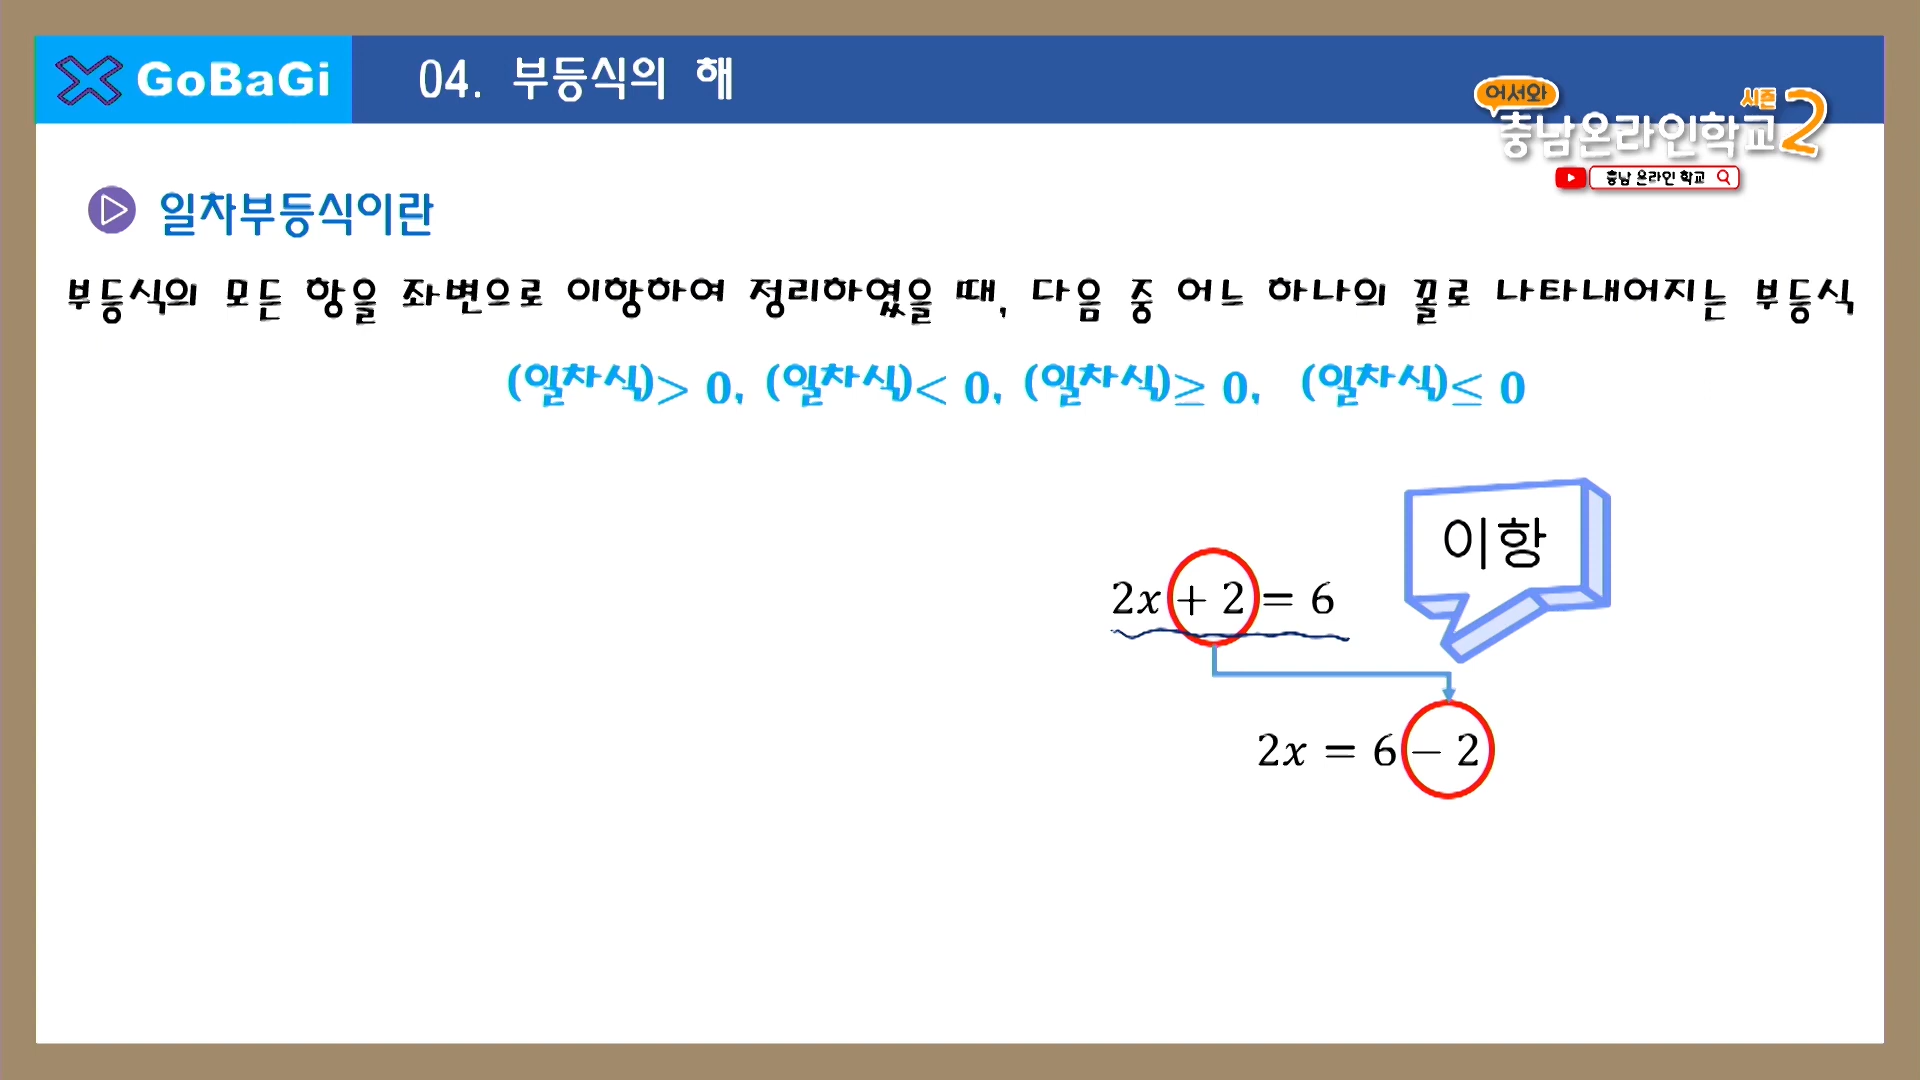 GoBaGi
04. 부등식의 해
어서와
시즌2
충남온라인학교
충남 온라인 학교
일차부등식이란
부등식의 모든 항을 좌변으로 이항하여 정리하였을 때, 다음 중 어느 하나의 꼴로 나타내어지는 부등식
(일차식)> 0, (일차식)< 0, (일차식)≥ 0, (일차식)≤ 0
이항
2x + 2 = 6
2x = 6 − 2